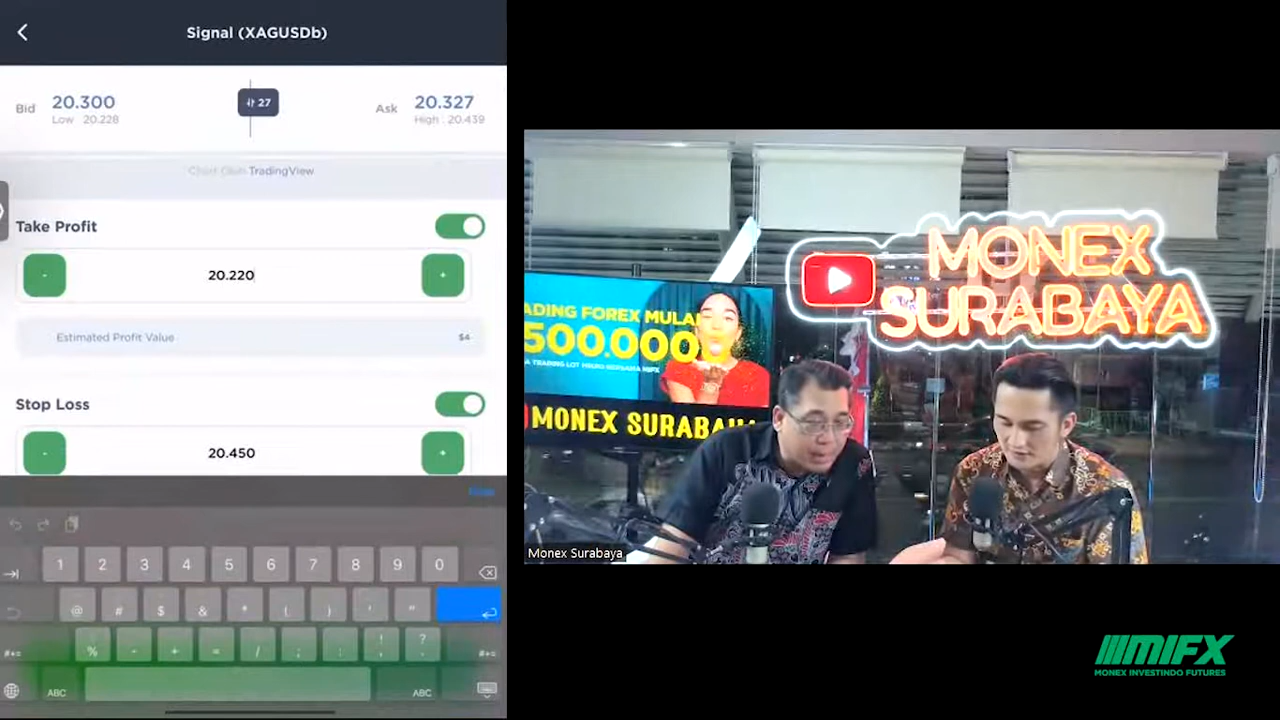 Signal (XAGUSDb)
Bid
20.300
Low 20.228
27
Ask
20.327
High : 20.439
TradingView
Take Profit
-
20.220
+
Estimated Profit Value
$4
Stop Loss
-
20.450
+
1 2 3 4 5 6 7 8 9 0
@ # $ & * ( ) ' "
% - + = / ; : ! ?
#+= #+=
ABC ABC
MONEX
SURABAYA
ADING FOREX MULA
500.000
MONEX SURABAYA
Monex Surabaya
MIFX
MONEX INVESTINDO FUTURES